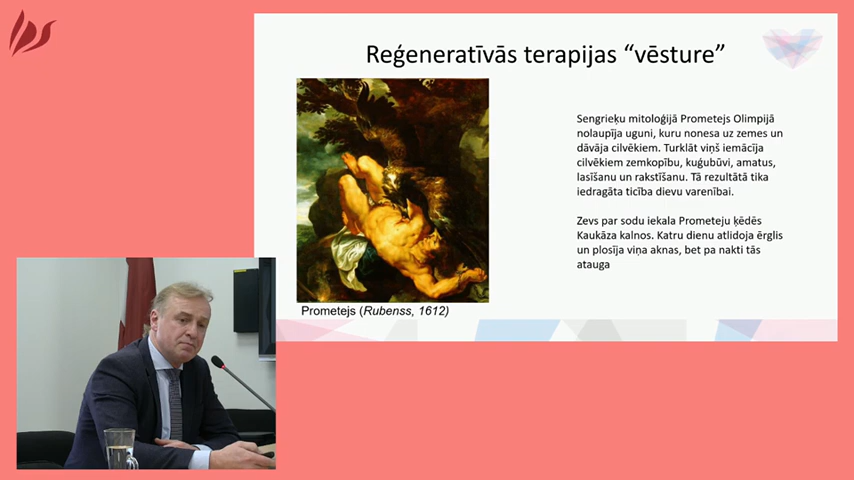 Reģeneratīvās terapijas “vēsture”
Sengrieķu mitoloģijā Prometejs Olimpijā
nolaupīja uguni, kuru nonesa uz zemes un
dāvāja cilvēkiem. Turklāt viņš iemācīja
cilvēkiem zemkopību, kuģubūvi, amatus,
lasīšanu un rakstīšanu. Tā rezultātā tika
iedragāta ticība dievu varenībai.
Zevs par sodu iekala Prometeju ķēdēs
Kaukāza kalnos. Katru dienu atlidoja ērglis
un plosīja viņa aknas, bet pa nakti tās
atauga
Prometejs (Rubenss, 1612)